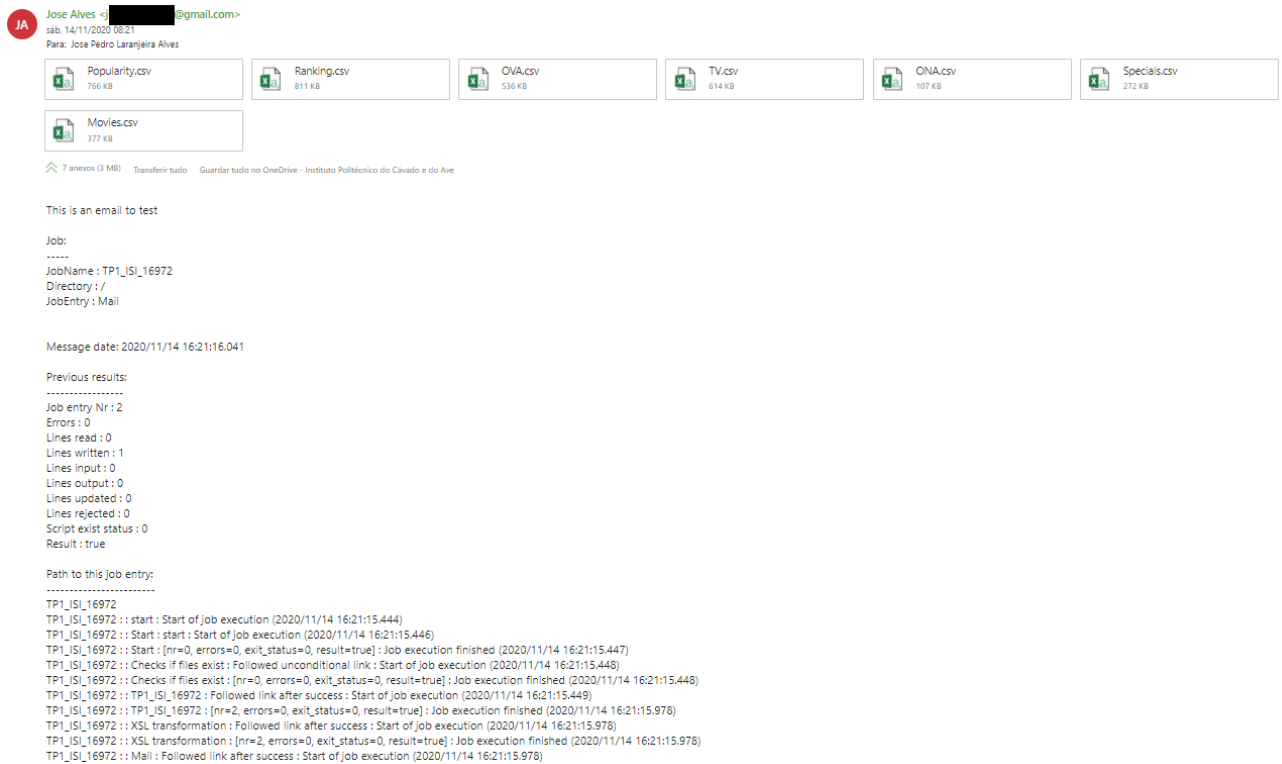 JA
Jose Alves <j @gmail.com>
sáb, 14/11/2020 08:21
Para: Jose Pedro Laranjeira Alves
Popularity.csv
766 KB
Ranking.csv
811 KB
OVA.csv
536 KB
TV.csv
614 KB
ONA.csv
107 KB
Specials.csv
272 KB
Movies.csv
377 KB
7 anexos (3 MB) Transferir tudo Guardar tudo no OneDrive - Instituto Politécnico do Cávado e do Ave
This is an email to test
Job:
-----
JobName : TP1_ISI_16972
Directory : /
JobEntry : Mail
Message date: 2020/11/14 16:21:16.041
Previous results:
-----------------
Job entry Nr : 2
Errors : 0
Lines read : 0
Lines written : 1
Lines input : 0
Lines output : 0
Lines updated : 0
Lines rejected : 0
Script exist status : 0
Result : true
Path to this job entry:
------------------------
TP1_ISI_16972
TP1_ISI_16972 : : start : Start of job execution (2020/11/14 16:21:15.444)
TP1_ISI_16972 : : Start : start : Start of job execution (2020/11/14 16:21:15.446)
TP1_ISI_16972 : : Start : [nr=0, errors=0, exit_status=0, result=true] : Job execution finished (2020/11/14 16:21:15.447)
TP1_ISI_16972 : : Checks if files exist : Followed unconditional link : Start of job execution (2020/11/14 16:21:15.448)
TP1_ISI_16972 : : Checks if files exist : [nr=0, errors=0, exit_status=0, result=true] : Job execution finished (2020/11/14 16:21:15.448)
TP1_ISI_16972 : : TP1_ISI_16972 : Followed link after success : Start of job execution (2020/11/14 16:21:15.449)
TP1_ISI_16972 : : TP1_ISI_16972 : [nr=2, errors=0, exit_status=0, result=true] : Job execution finished (2020/11/14 16:21:15.978)
TP1_ISI_16972 : : XSL transformation : Followed link after success : Start of job execution (2020/11/14 16:21:15.978)
TP1_ISI_16972 : : XSL transformation : [nr=2, errors=0, exit_status=0, result=true] : Job execution finished (2020/11/14 16:21:15.978)
TP1_ISI_16972 : : Mail : Followed link after success : Start of job execution (2020/11/14 16:21:15.978)